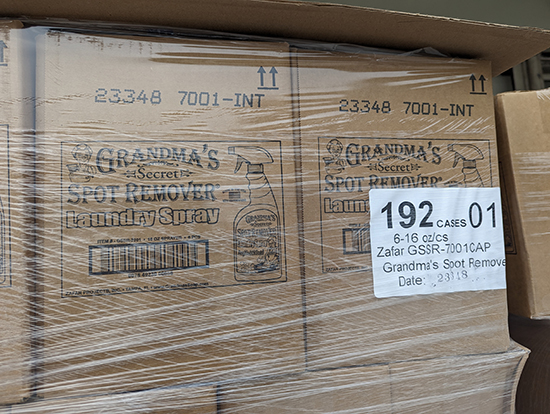 23348 7001-INT
GRANDMA'S
Secret
SPOT REMOVER
Laundry Spray
23348 7001-INT
GRANDMA'S
Secret
SPOT REMOVER
192 CASES 01
6-16 oz/cs
Zafar GSSR-7001CAP
Grandma's Spot Remove
Date: 23348